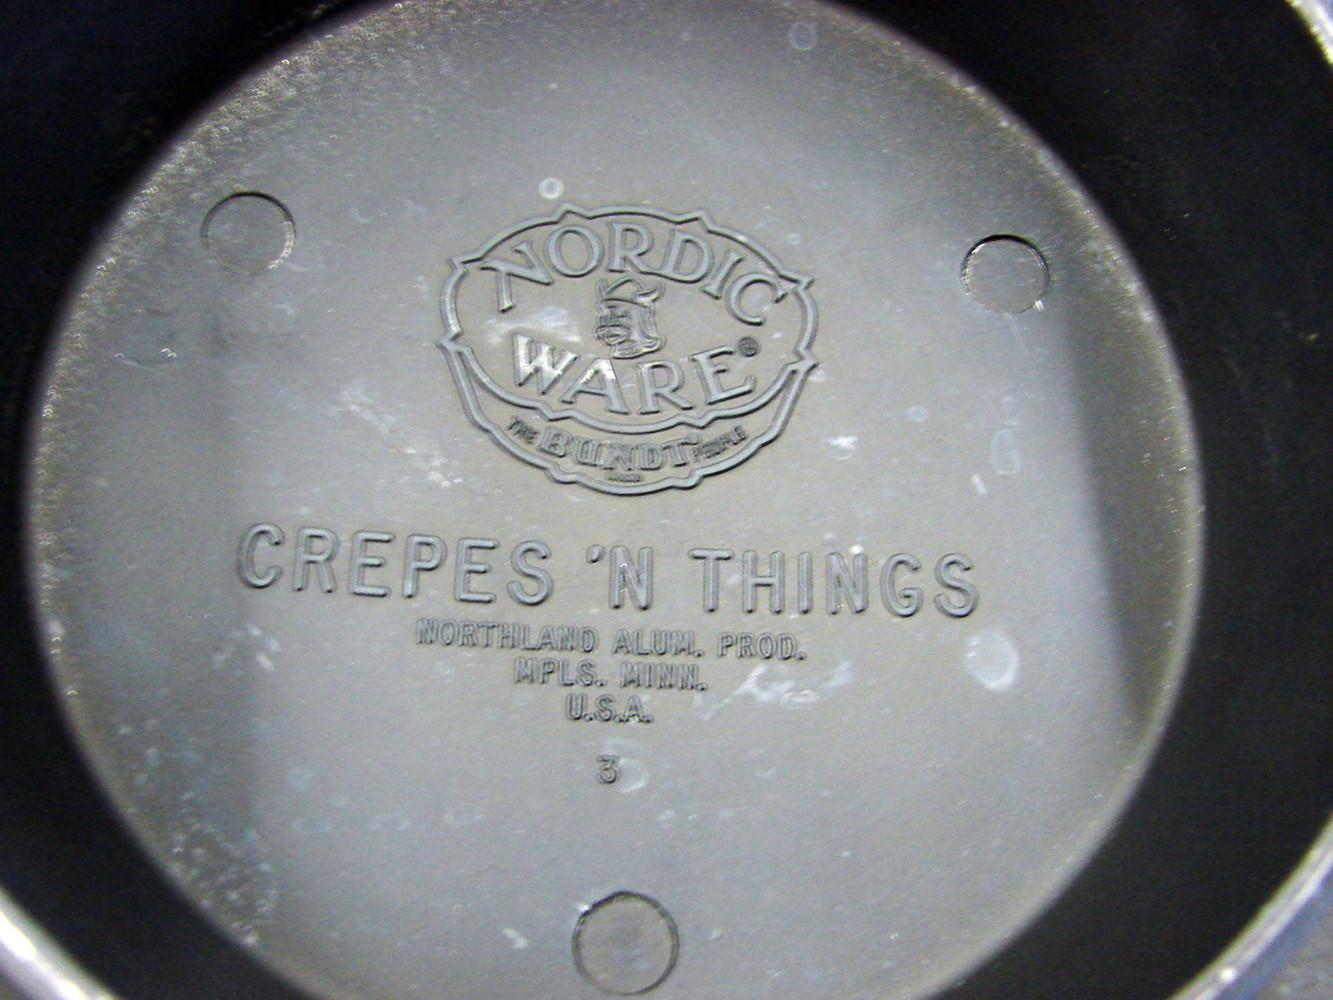 NORDIC
WARE®
THE BUNDT® PEOPLE
CREPES 'N THINGS
NORTHLAND ALUM. PROD.
MPLS. MINN.
U.S.A.
3